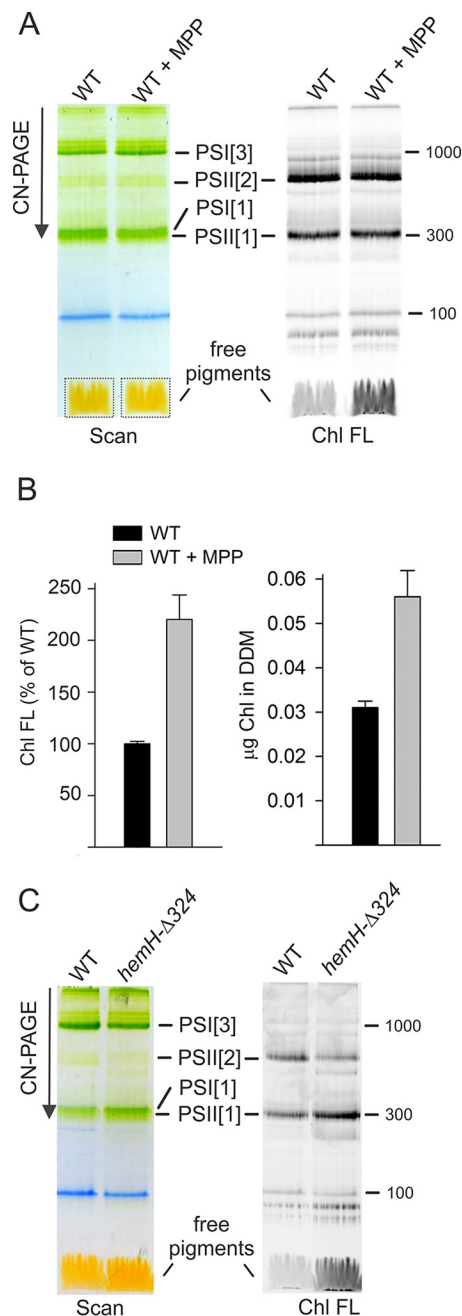 A
WT
WT + MPP
WT
WT + MPP
CN-PAGE
PSI[3]
PSII[2]
PSI[1]
PSII[1]
1000
300
100
free
pigments
Scan
Chl FL
B
WT
WT + MPP
Chl FL (% of WT)
250
200
150
100
50
µg Chl in DDM
0.06
0.05
0.04
0.03
0.02
0.01
C
WT
hemH-Δ324
WT
hemH-Δ324
CN-PAGE
PSI[3]
PSII[2]
PSI[1]
PSII[1]
1000
300
100
free
pigments
Scan
Chl FL